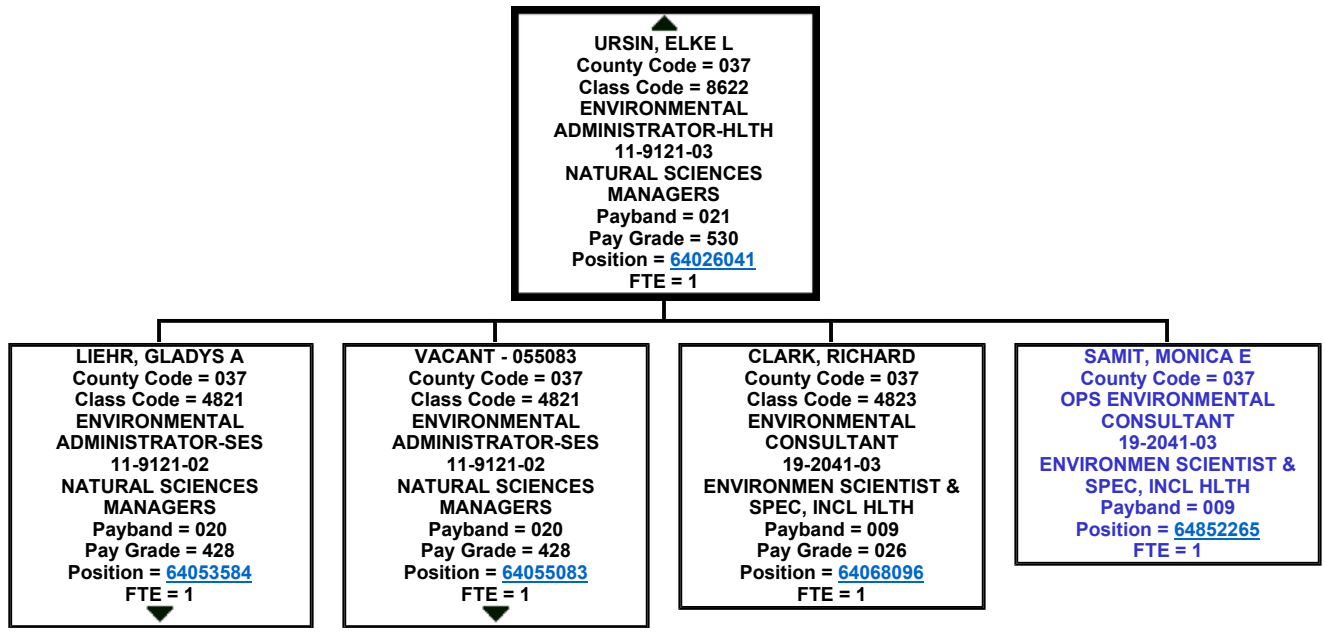 URSIN, ELKE L
County Code = 037
Class Code = 8622
ENVIRONMENTAL
ADMINISTRATOR-HLTH
11-9121-03
NATURAL SCIENCES
MANAGERS
Payband = 021
Pay Grade = 530
Position = 64026041
FTE = 1
LIEHR, GLADYS A
County Code = 037
Class Code = 4821
ENVIRONMENTAL
ADMINISTRATOR-SES
11-9121-02
NATURAL SCIENCES
MANAGERS
Payband = 020
Pay Grade = 428
Position = 64053584
FTE = 1
VACANT - 055083
County Code = 037
Class Code = 4821
ENVIRONMENTAL
ADMINISTRATOR-SES
11-9121-02
NATURAL SCIENCES
MANAGERS
Payband = 020
Pay Grade = 428
Position = 64055083
FTE = 1
CLARK, RICHARD
County Code = 037
Class Code = 4823
ENVIRONMENTAL
CONSULTANT
19-2041-03
ENVIRONMEN SCIENTIST &
SPEC, INCL HLTH
Payband = 009
Pay Grade = 026
Position = 64068096
FTE = 1
SAMIT, MONICA E
County Code = 037
OPS ENVIRONMENTAL
CONSULTANT
19-2041-03
ENVIRONMEN SCIENTIST &
SPEC, INCL HLTH
Payband = 009
Position = 64852265
FTE = 1